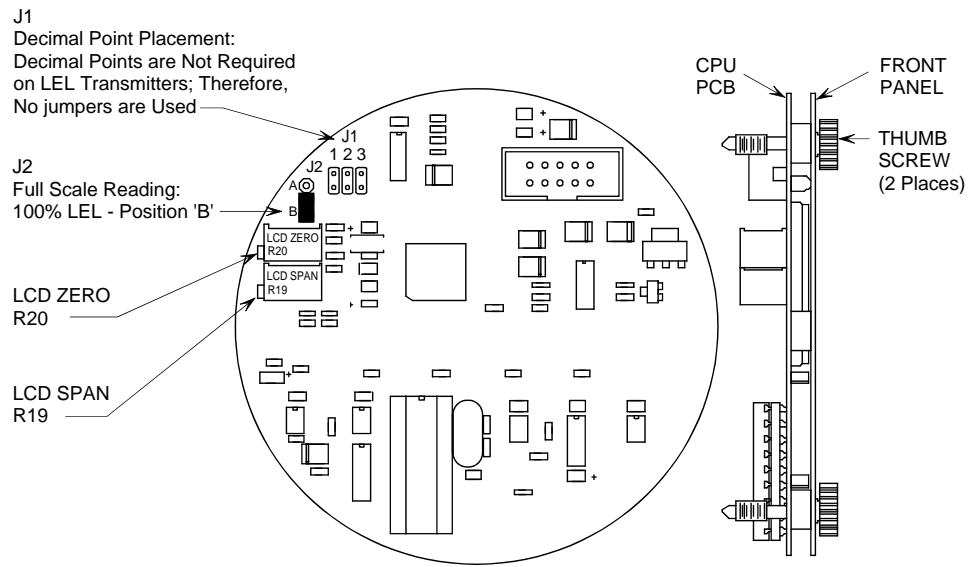 J1
Decimal Point Placement:
Decimal Points are Not Required
on LEL Transmitters; Therefore,
No jumpers are Used
J2
Full Scale Reading:
100% LEL - Position 'B'
LCD ZERO
R20
LCD SPAN
R19
J1
1 2 3
J2
A
B
LCD ZERO
R20
LCD SPAN
R19
+
+
+
+
+
+
CPU
PCB
FRONT
PANEL
THUMB
SCREW
(2 Places)